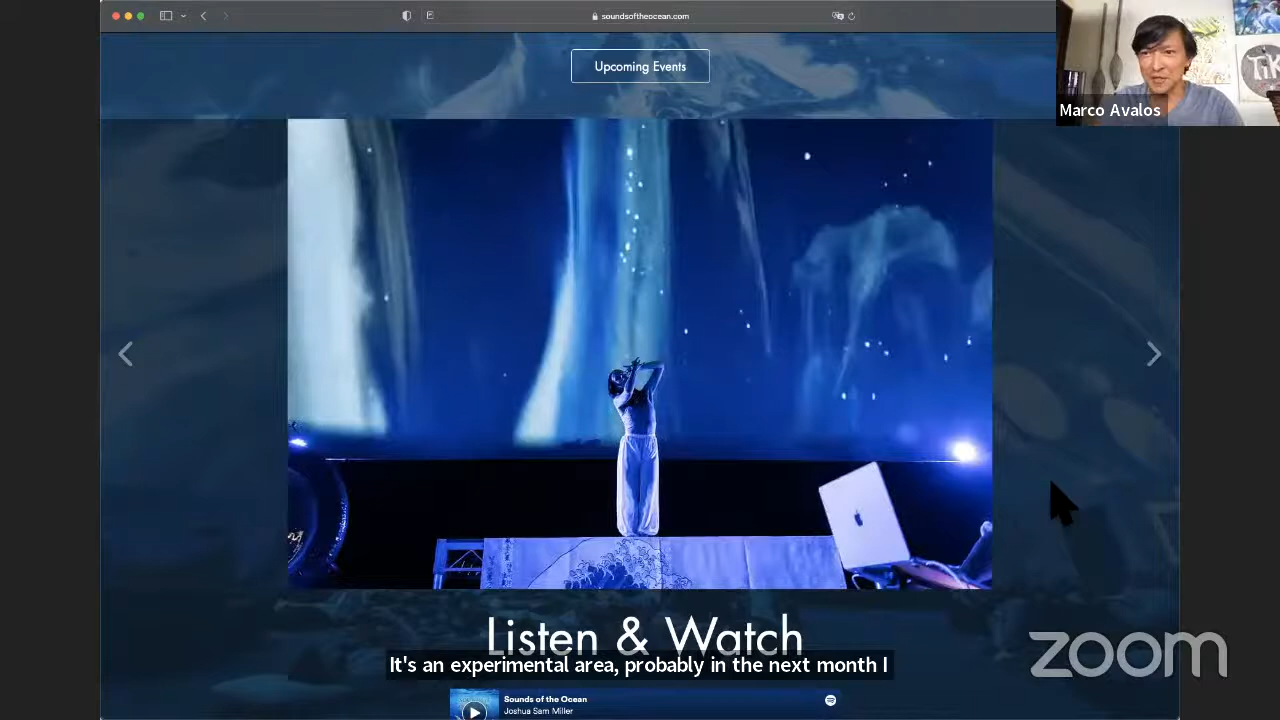 soundsoftheocean.com
Upcoming Events
TiK
Marco Avalos
Listen & Watch
It's an experimental area, probably in the next month I
Sounds of the Ocean
Joshua Sam Miller
zoom